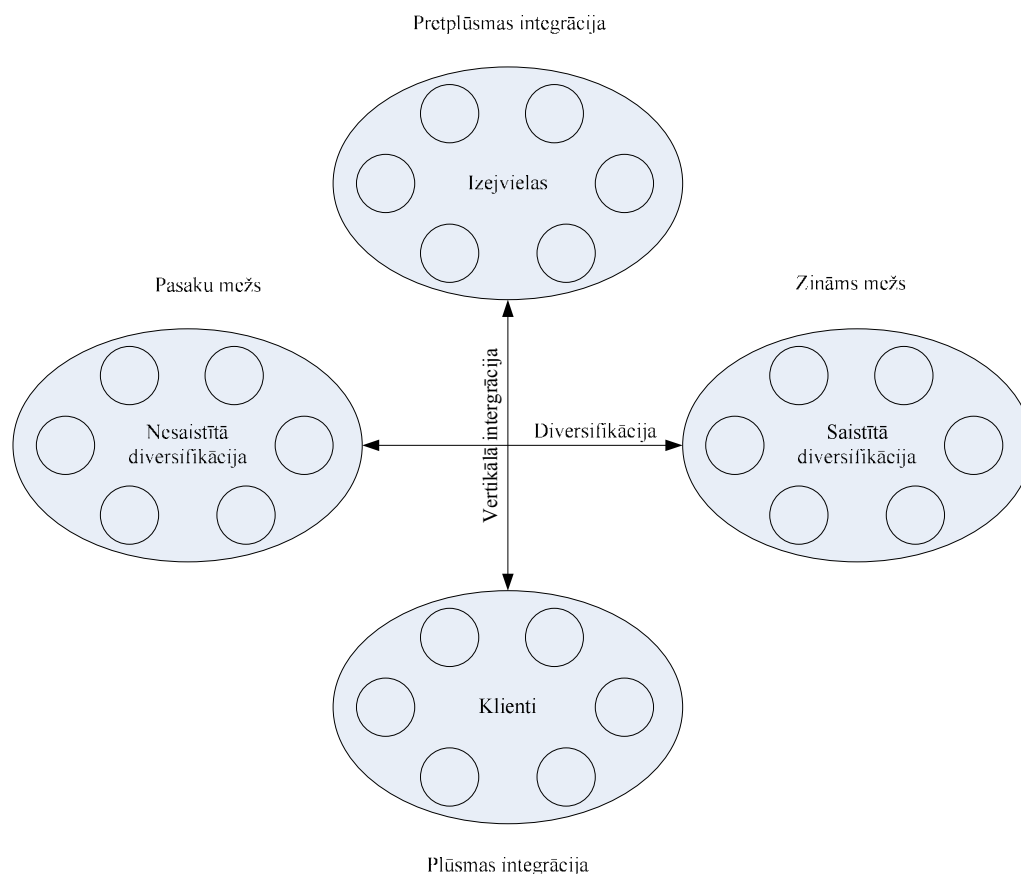 Pretplūsmas integrācija
Izejvielas
Pasaku mežs
Zināms mežs
Vertikālā intergrācija
Diversifikācija
Nesaistītā
diversifikācija
Saistītā
diversifikācija
Klienti
Plūsmas integrācija